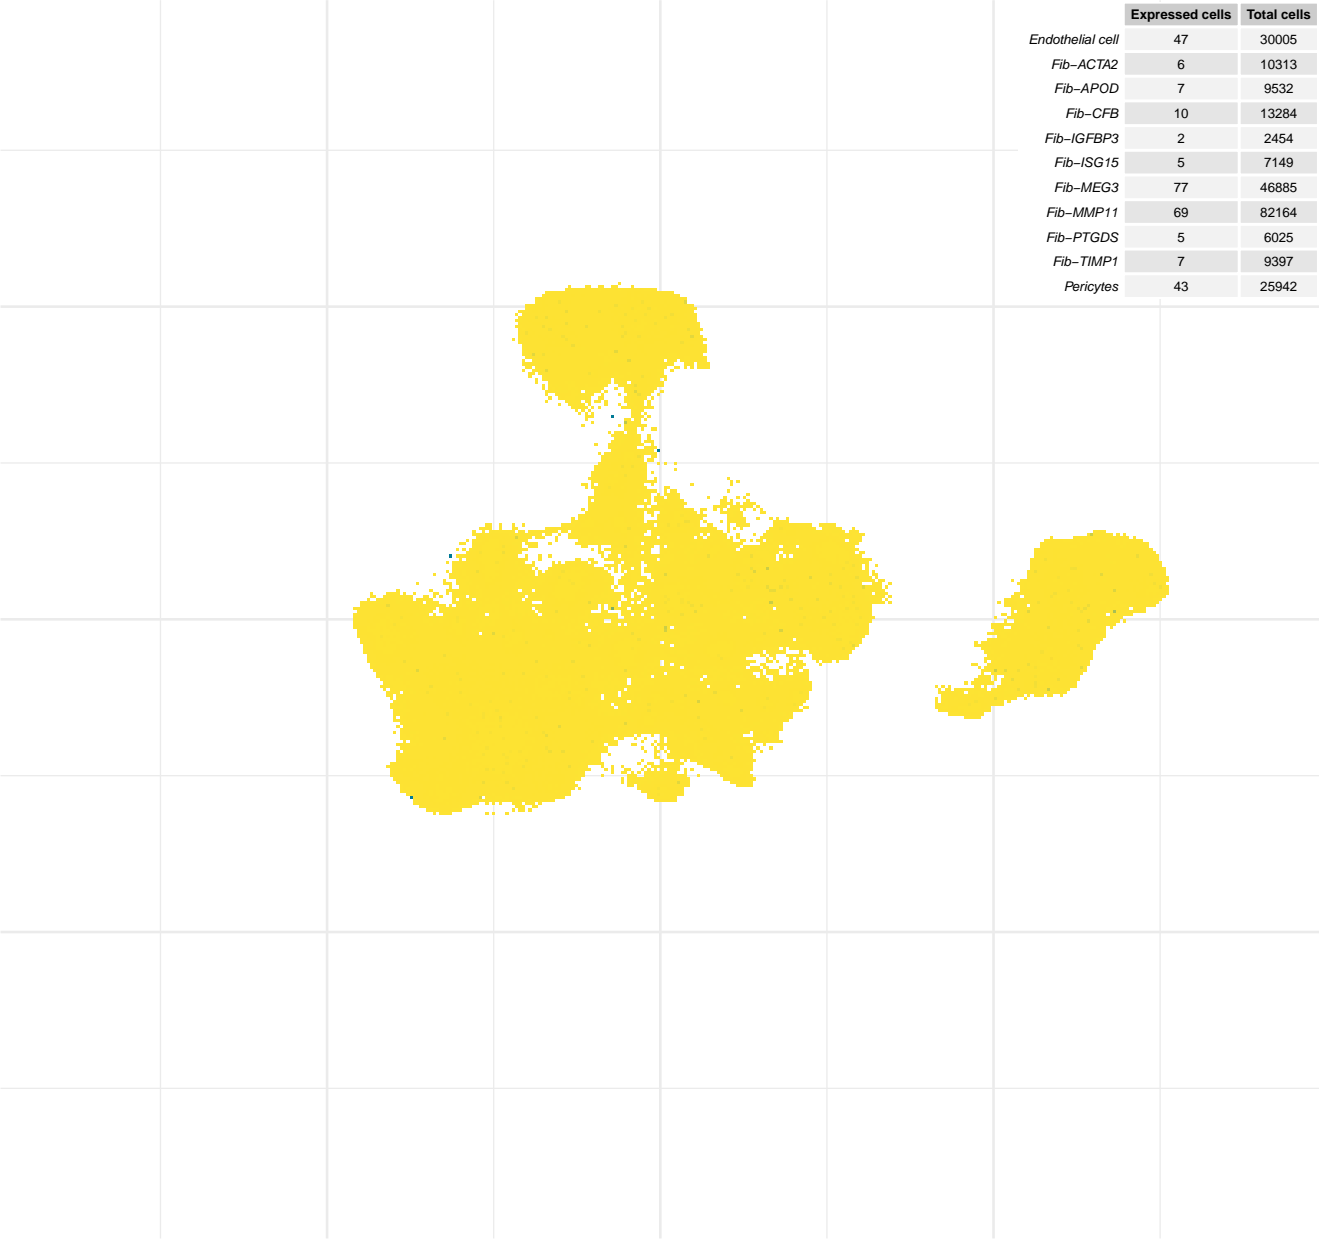 Expressed cells Total cells
Endothelial cell 47 30005
Fib−ACTA2 6 10313
Fib−APOD 7 9532
Fib−CFB 10 13284
Fib−IGFBP3 2 2454
Fib−ISG15 5 7149
Fib−MEG3 77 46885
Fib−MMP11 69 82164
Fib−PTGDS 5 6025
Fib−TIMP1 7 9397
Pericytes 43 25942